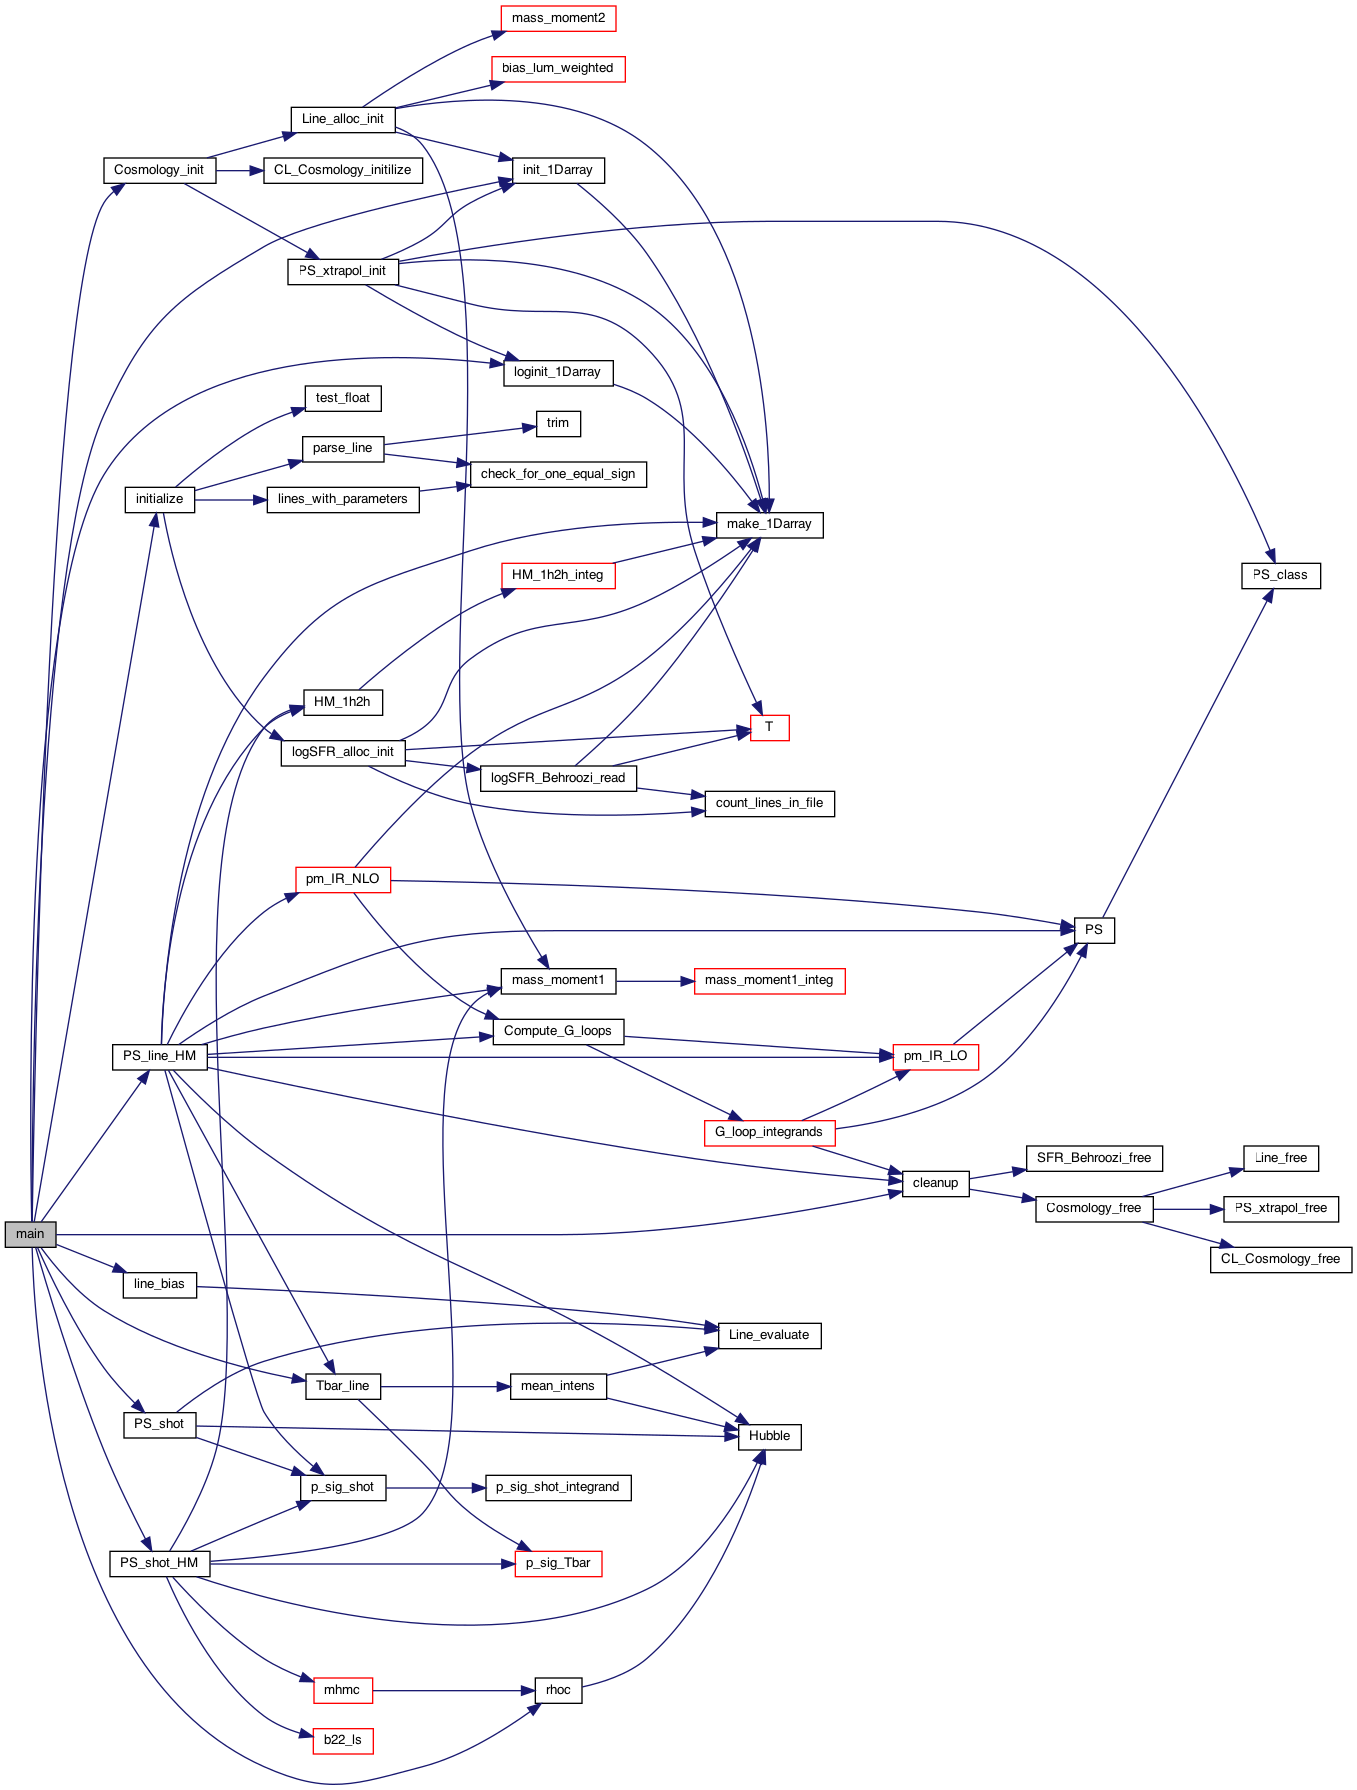 mass_moment2
bias_lum_weighted
Line_alloc_init
Cosmology_init
CL_Cosmology_initilize
init_1Darray
PS_xtrapol_init
loginit_1Darray
test_float
trim
parse_line
check_for_one_equal_sign
initialize
lines_with_parameters
make_1Darray
HM_1h2h_integ
PS_class
HM_1h2h
T
logSFR_alloc_init
logSFR_Behroozi_read
count_lines_in_file
pm_IR_NLO
PS
mass_moment1
mass_moment1_integ
Compute_G_loops
PS_line_HM
pm_IR_LO
G_loop_integrands
SFR_Behroozi_free
Line_free
cleanup
Cosmology_free
PS_xtrapol_free
main
CL_Cosmology_free
line_bias
Line_evaluate
Tbar_line
mean_intens
PS_shot
Hubble
p_sig_shot
p_sig_shot_integrand
PS_shot_HM
p_sig_Tbar
mhmc
rhoc
b22_ls